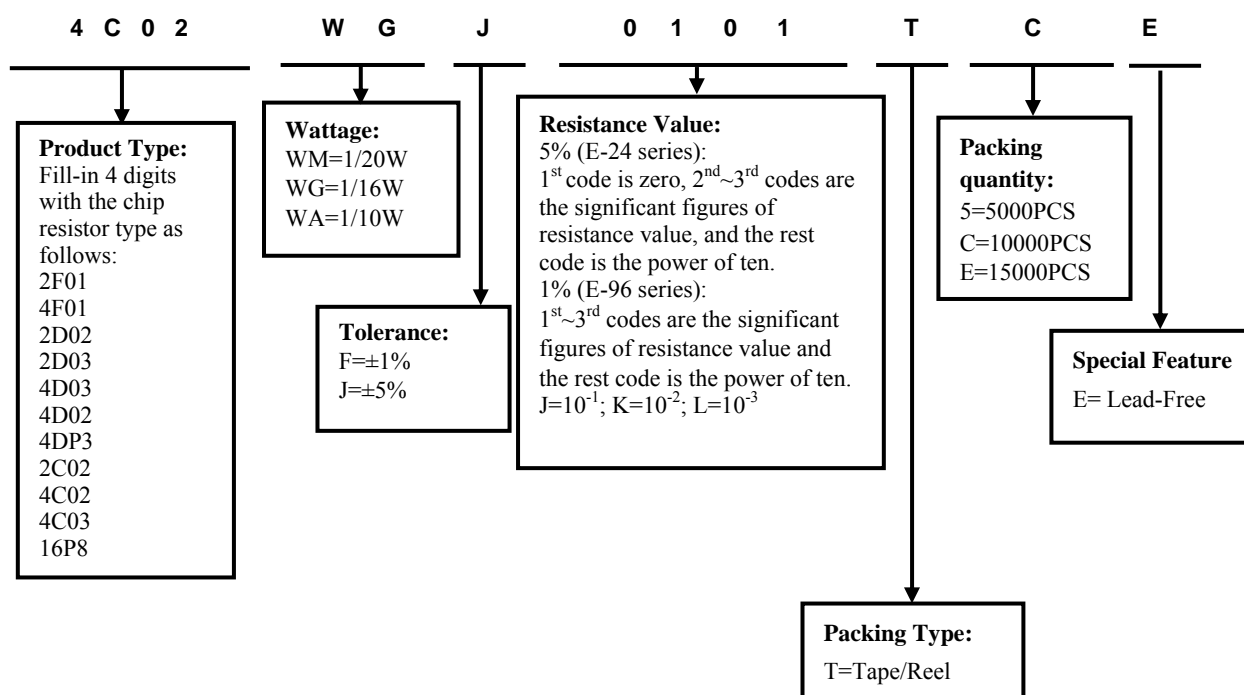 4 C 0 2 W G J 0 1 0 1 T C E
Product Type:
Fill-in 4 digits
with the chip
resistor type as
follows:
2F01
4F01
2D02
2D03
4D03
4D02
4DP3
2C02
4C02
4C03
16P8
Wattage:
WM=1/20W
WG=1/16W
WA=1/10W
Tolerance:
F=±1%
J=±5%
Resistance Value:
5% (E-24 series):
1st code is zero, 2nd~3rd codes are
the significant figures of
resistance value, and the rest
code is the power of ten.
1% (E-96 series):
1st~3rd codes are the significant
figures of resistance value and
the rest code is the power of ten.
J=10-1; K=10-2; L=10-3
Packing Type:
T=Tape/Reel
Packing
quantity:
5=5000PCS
C=10000PCS
E=15000PCS
Special Feature
E= Lead-Free